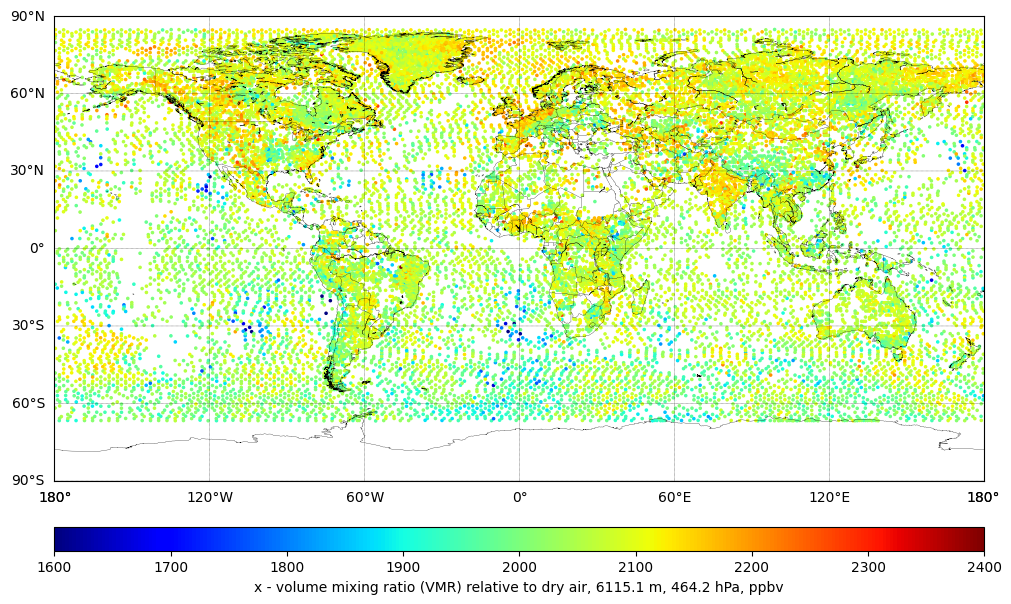 90°N
60°N
30°N
0°
30°S
60°S
90°S
180° 120°W 60°W 0° 60°E 120°E 180°
1600 1700 1800 1900 2000 2100 2200 2300 2400
x - volume mixing ratio (VMR) relative to dry air, 6115.1 m, 464.2 hPa, ppbv